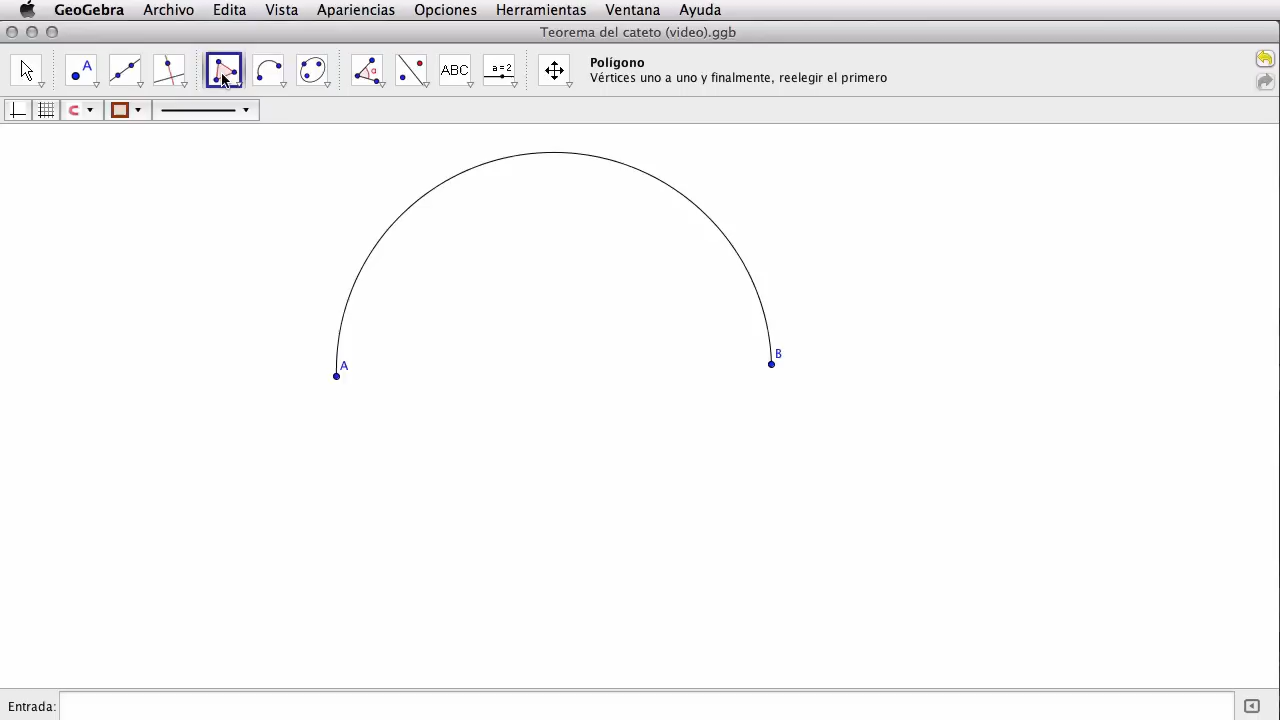 GeoGebra Archivo Edita Vista Apariencias Opciones Herramientas Ventana Ayuda
Teorema del cateto (video).ggb
A
α
ABC
a=2
Polígono
Vértices uno a uno y finalmente, reelegir el primero
A
B
Entrada: